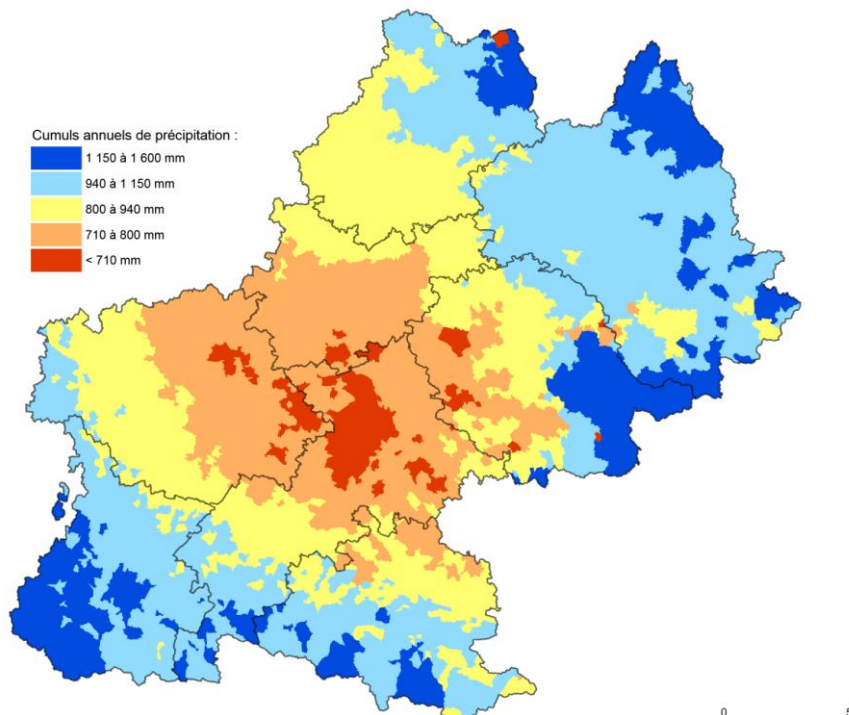 Cumuls annuels de précipitation :
1 150 à 1 600 mm
940 à 1 150 mm
800 à 940 mm
710 à 800 mm
< 710 mm
0 5